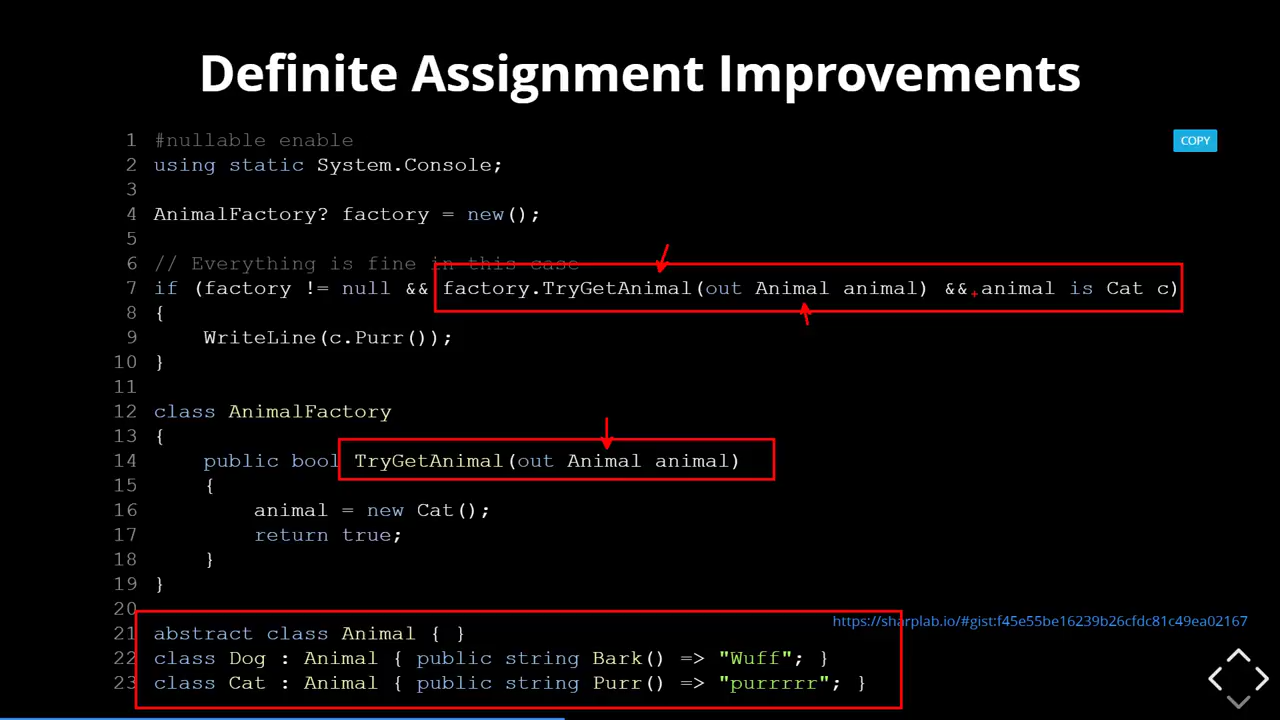 Definite Assignment Improvements
COPY
1 #nullable enable
2 using static System.Console;
3
4 AnimalFactory? factory = new();
5
6 // Everything is fine in this case
7 if (factory != null && factory.TryGetAnimal(out Animal animal) && animal is Cat c)
8 {
9     WriteLine(c.Purr());
10 }
11
12 class AnimalFactory
13 {
14     public bool TryGetAnimal(out Animal animal)
15     {
16         animal = new Cat();
17         return true;
18     }
19 }
20
https://sharplab.io/#gist:f45e55be16239b26cfdc81c49ea02167
21 abstract class Animal { }
22 class Dog : Animal { public string Bark() => "Wuff"; }
23 class Cat : Animal { public string Purr() => "purrrrr"; }